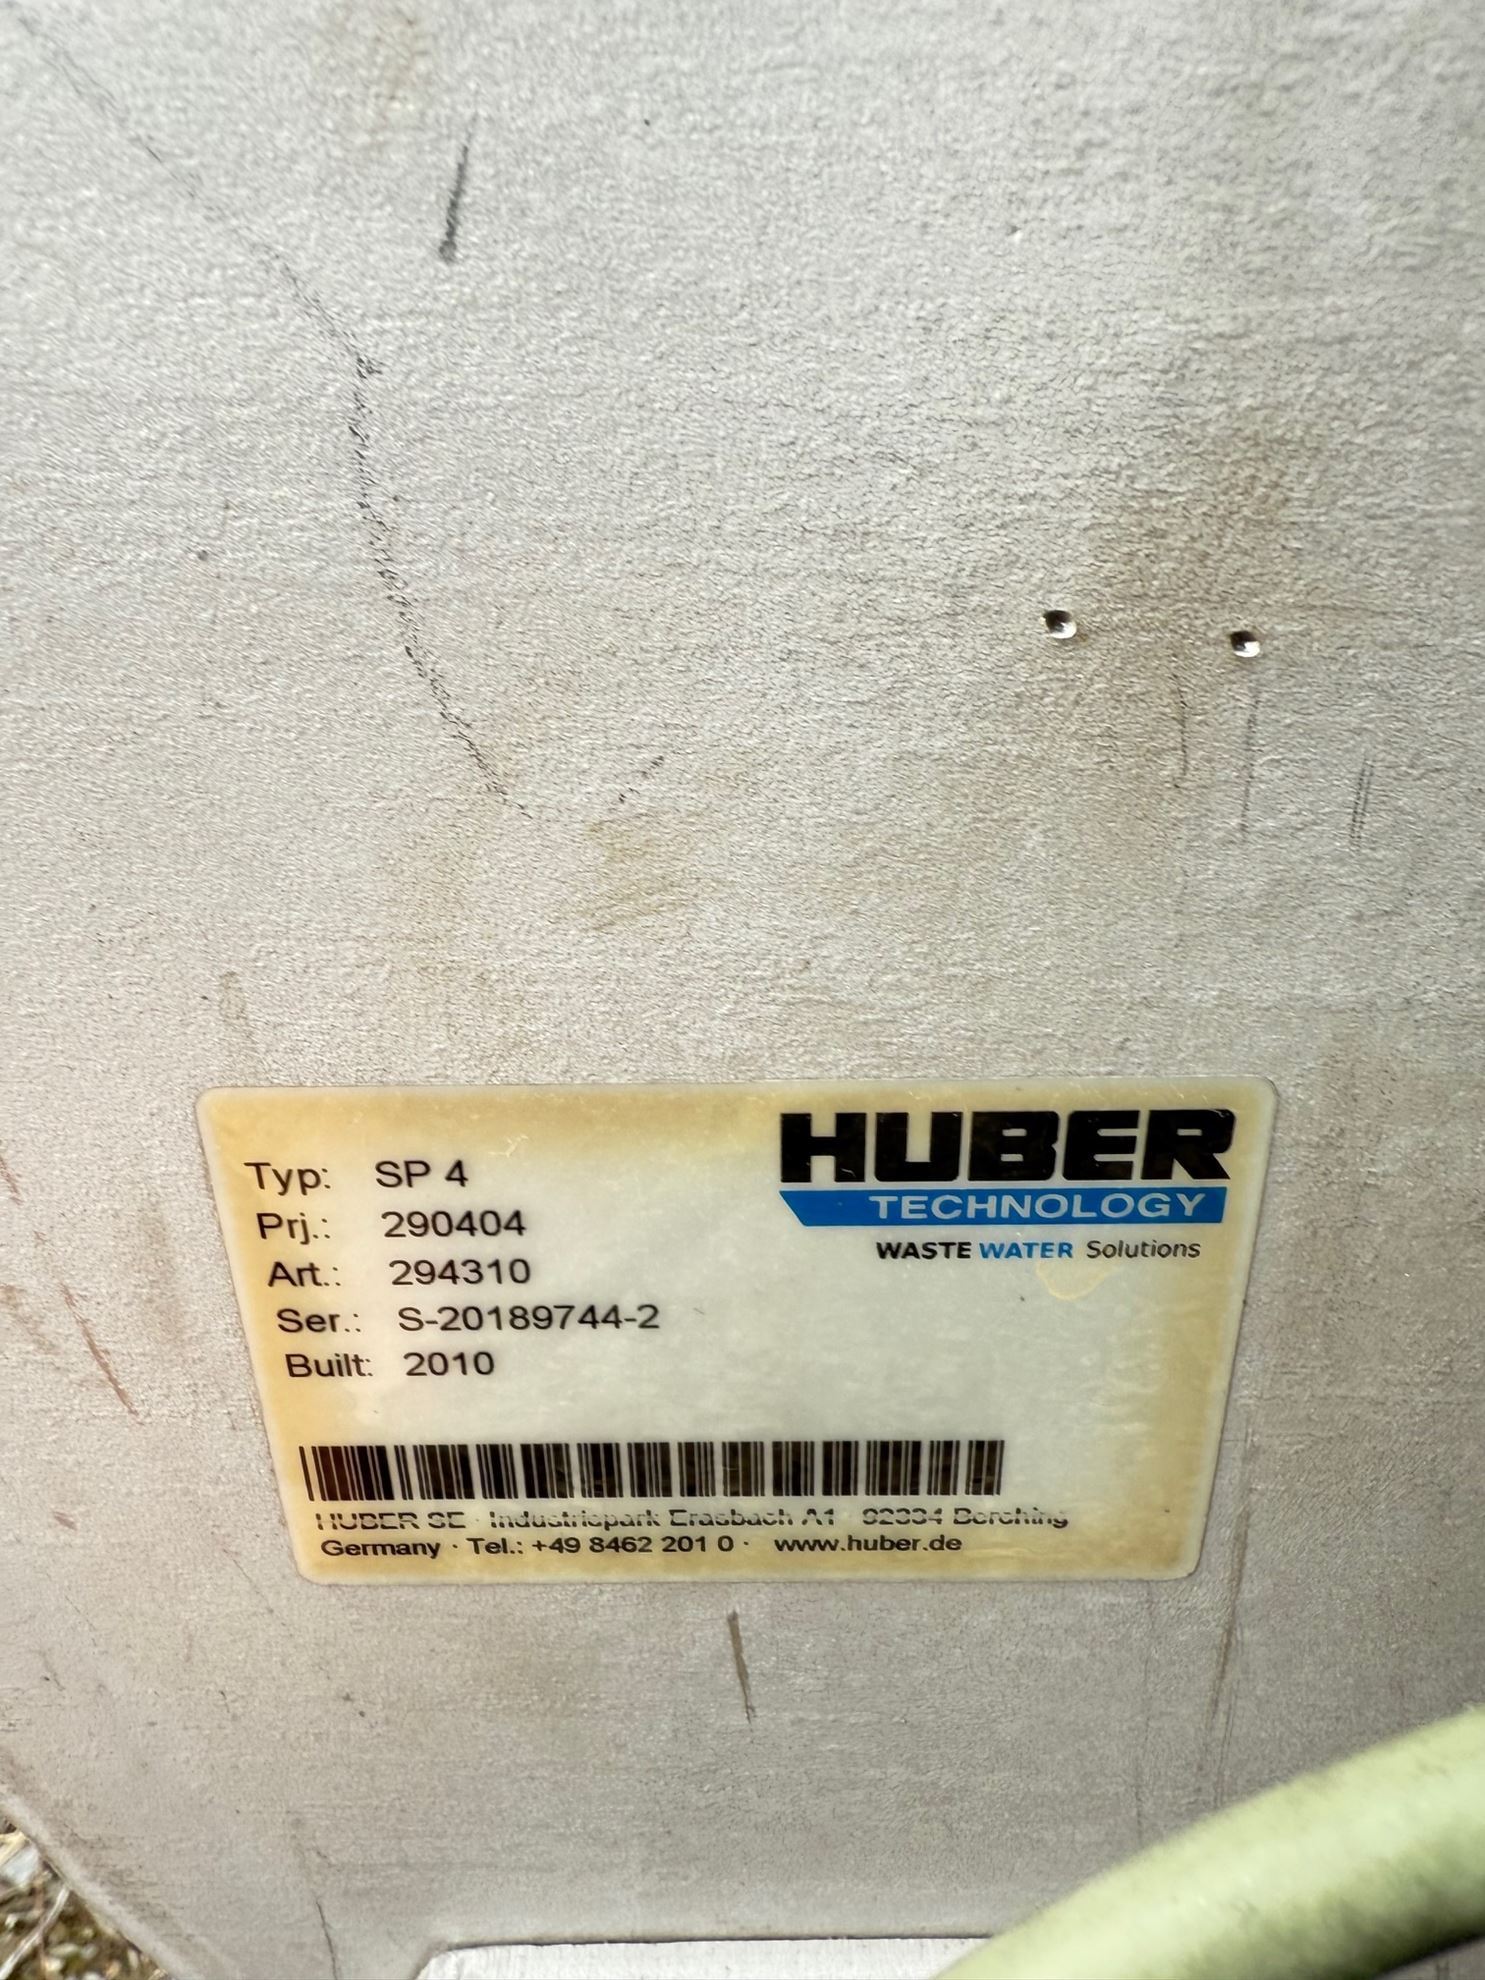 HUBER
TECHNOLOGY
WASTE WATER Solutions
Typ: SP 4
Prj.: 290404
Art.: 294310
Ser.: S-20189744-2
Built: 2010
HUBER SE · Industriepark Erasbach A1 · 92334 Berching
Germany · Tel.: +49 8462 201 0 · www.huber.de